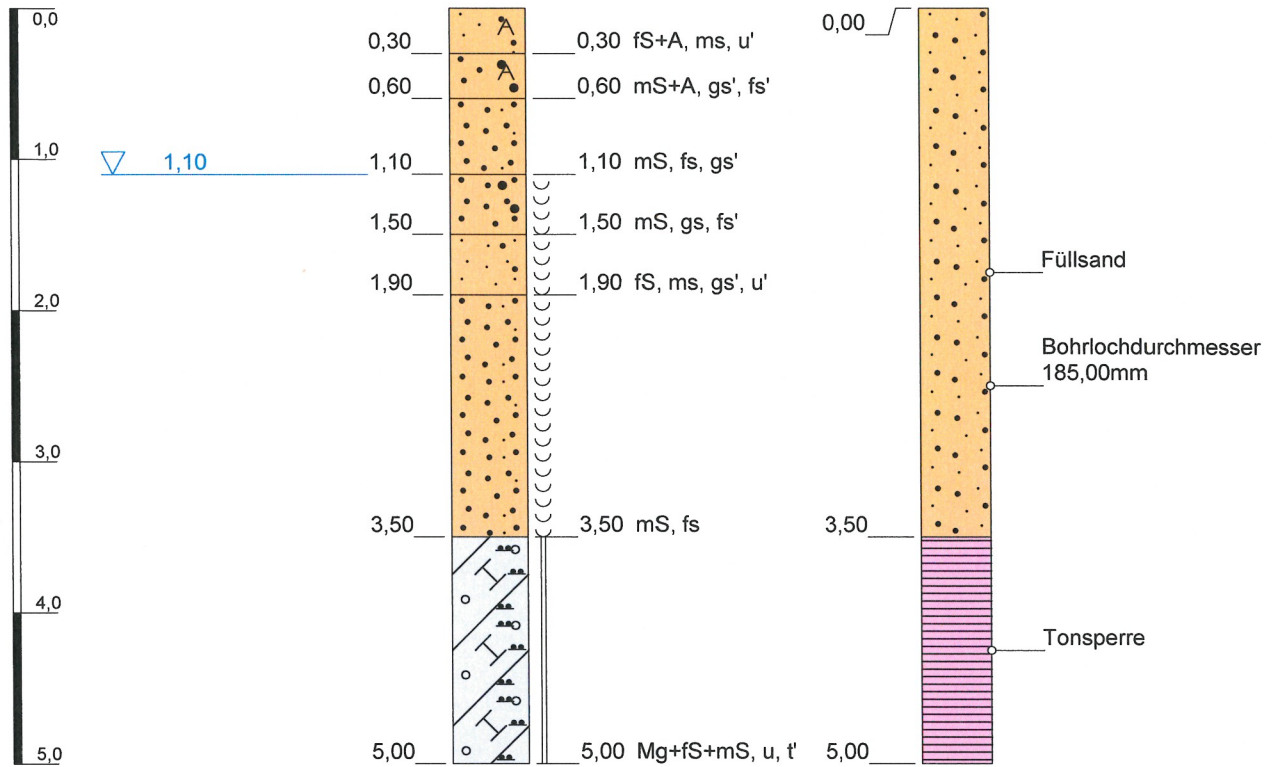 0,0
0,00
0,30
0,30 fS+A, ms, u'
0,60
0,60 mS+A, gs', fs'
A
A
1,0
1,10
1,10
1,10 mS, fs, gs'
1,50
1,50 mS, gs, fs'
1,90
1,90 fS, ms, gs', u'
Füllsand
2,0
Bohrlochdurchmesser
185,00mm
3,0
3,50
3,50 mS, fs
3,50
4,0
Tonsperre
5,0
5,00
5,00 Mg+fS+mS, u, t'
5,00